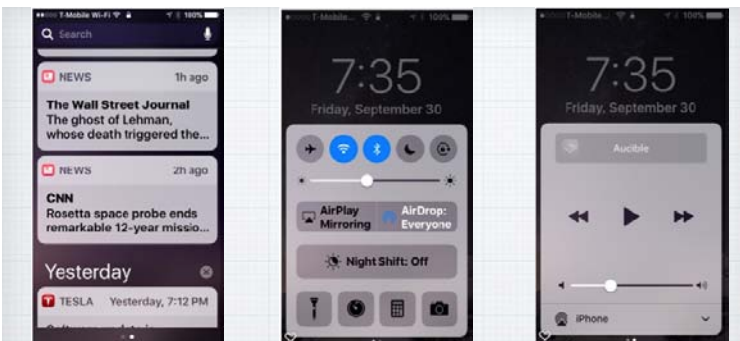 T-Mobile Wi-Fi 100%
Search
NEWS 1h ago
The Wall Street Journal
The ghost of Lehman,
whose death triggered the...
NEWS 2h ago
CNN
Rosetta space probe ends
remarkable 12-year missio...
Yesterday
TESLA Yesterday, 7:12 PM
T-Mobile... 100%
7:35
Friday, September 30
AirPlay
Mirroring
AirDrop:
Everyone
Night Shift: Off
T-Mobile... 100%
7:35
Friday, September 30
Audible
iPhone